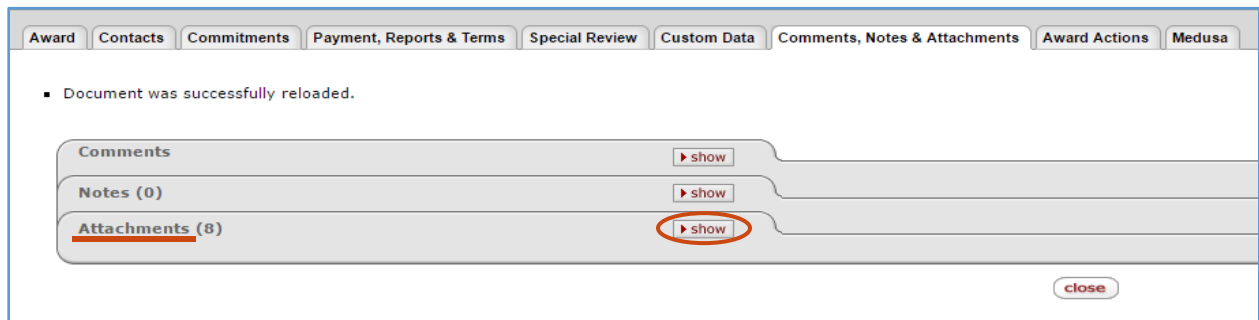 Award Contacts Commitments Payment, Reports & Terms Special Review Custom Data Comments, Notes & Attachments Award Actions Medusa
Document was successfully reloaded.
Comments show
Notes (0) show
Attachments (8) show
close